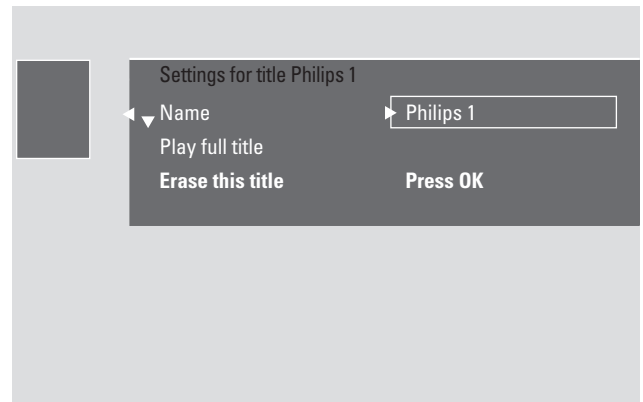 Settings for title Philips 1
Name Philips 1
Play full title
Erase this title Press OK